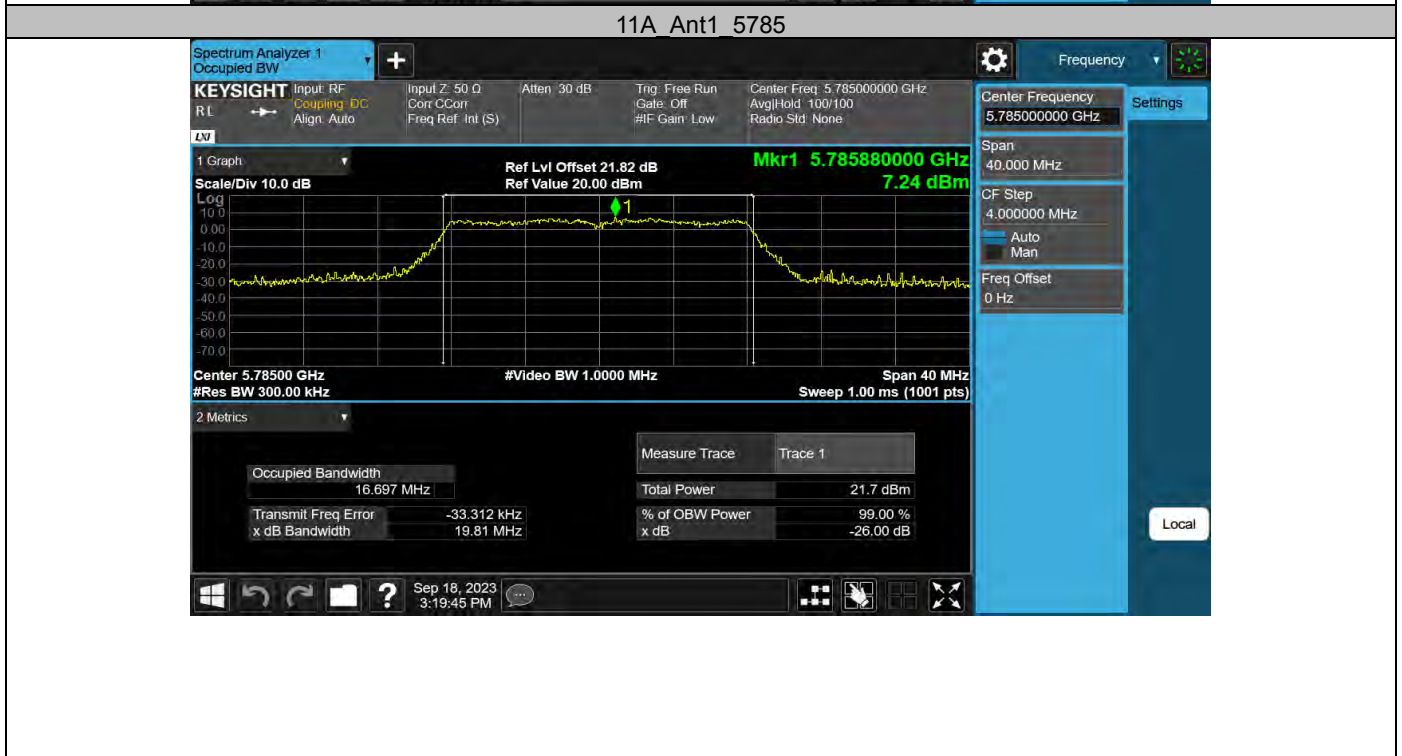 11A_Ant1_5785
Spectrum Analyzer 1
Occupied BW
+
Frequency
KEYSIGHT Input: RF Input Z: 50 Ω Atten: 30 dB Trig: Free Run Center Freq: 5.785000000 GHz
RL Coupling: DC Corr CCorr Gate: Off Avg|Hold: 100/100
Align: Auto Freq Ref: Int (S) #IF Gain: Low Radio Std: None
LXI
Center Frequency
5.785000000 GHz
Settings
Span
40.000 MHz
CF Step
4.000000 MHz
Auto
Man
Freq Offset
0 Hz
Local
1 Graph
Ref Lvl Offset 21.82 dB
Mkr1 5.785880000 GHz
Scale/Div 10.0 dB
Ref Value 20.00 dBm
7.24 dBm
Log
1
10.0
0.00
-10.0
-20.0
-30.0
-40.0
-50.0
-60.0
-70.0
Center 5.78500 GHz #Video BW 1.0000 MHz Span 40 MHz
#Res BW 300.00 kHz Sweep 1.00 ms (1001 pts)
2 Metrics
Measure Trace Trace 1
Occupied Bandwidth
16.697 MHz
Total Power 21.7 dBm
Transmit Freq Error -33.312 kHz % of OBW Power 99.00 %
x dB Bandwidth 19.81 MHz x dB -26.00 dB
? Sep 18, 2023
3:19:45 PM